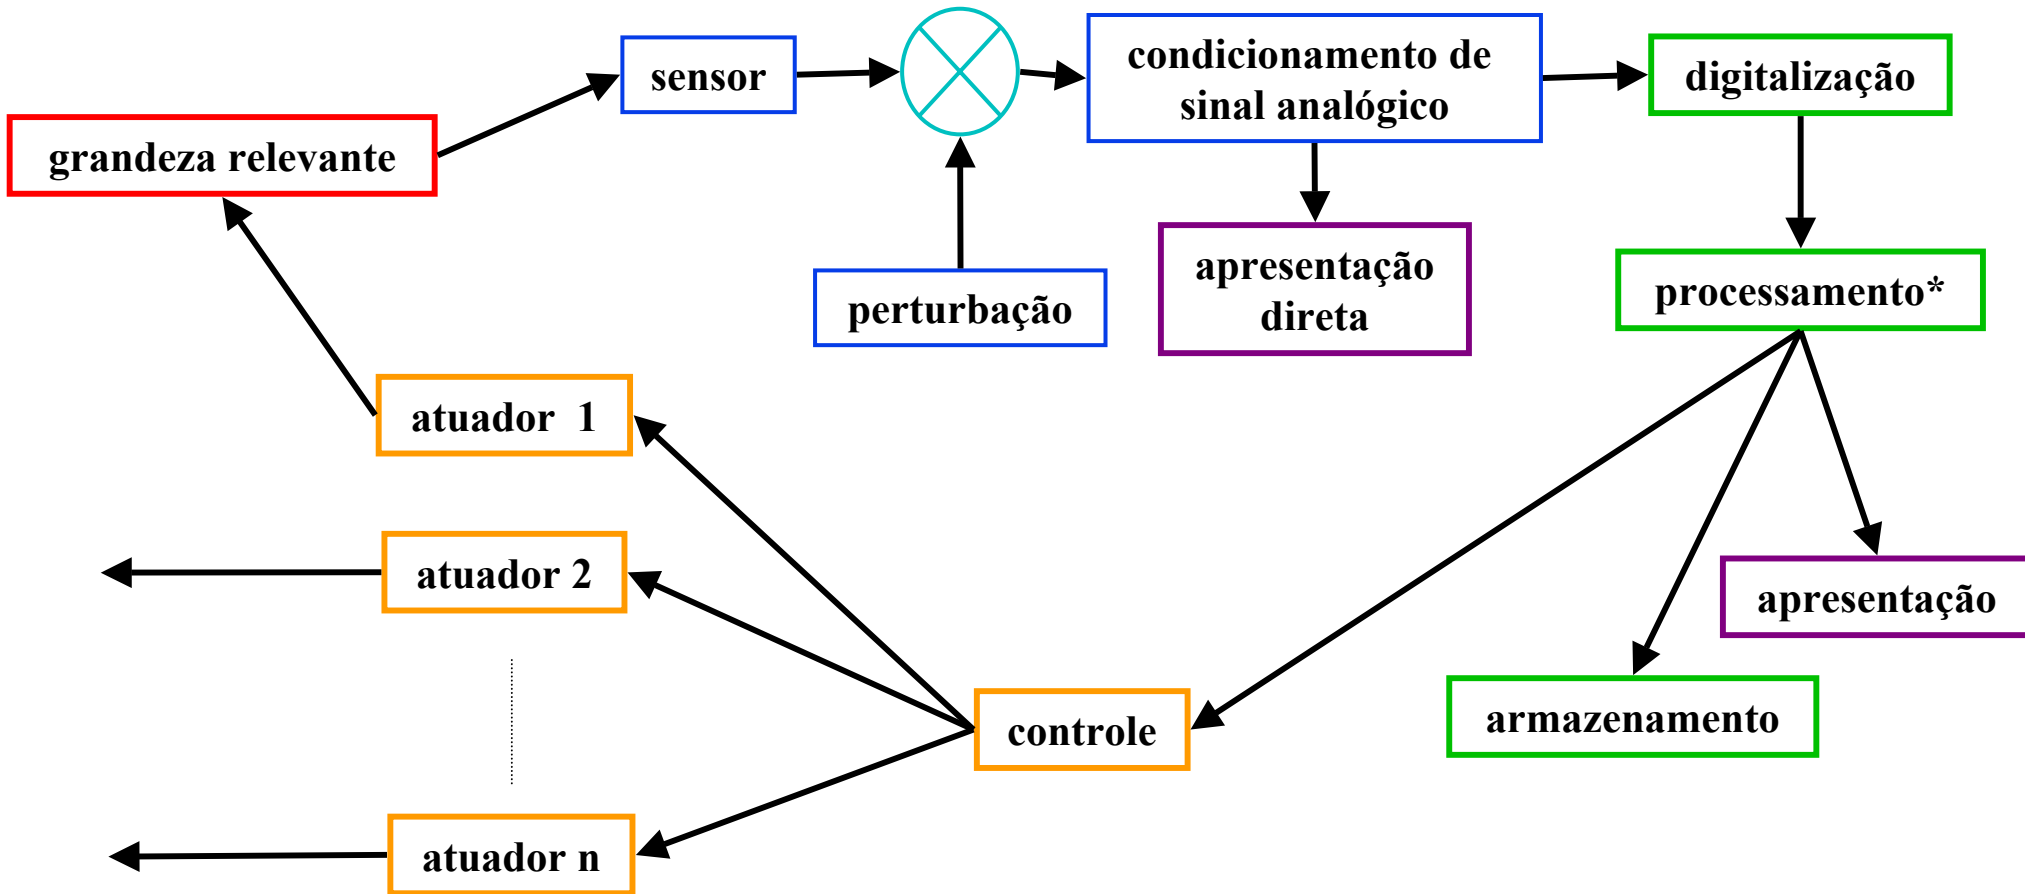 sensor
condicionamento de
sinal analógico
digitalização
grandeza relevante
perturbação
apresentação
direta
processamento*
atuador 1
atuador 2
apresentação
controle
armazenamento
atuador n